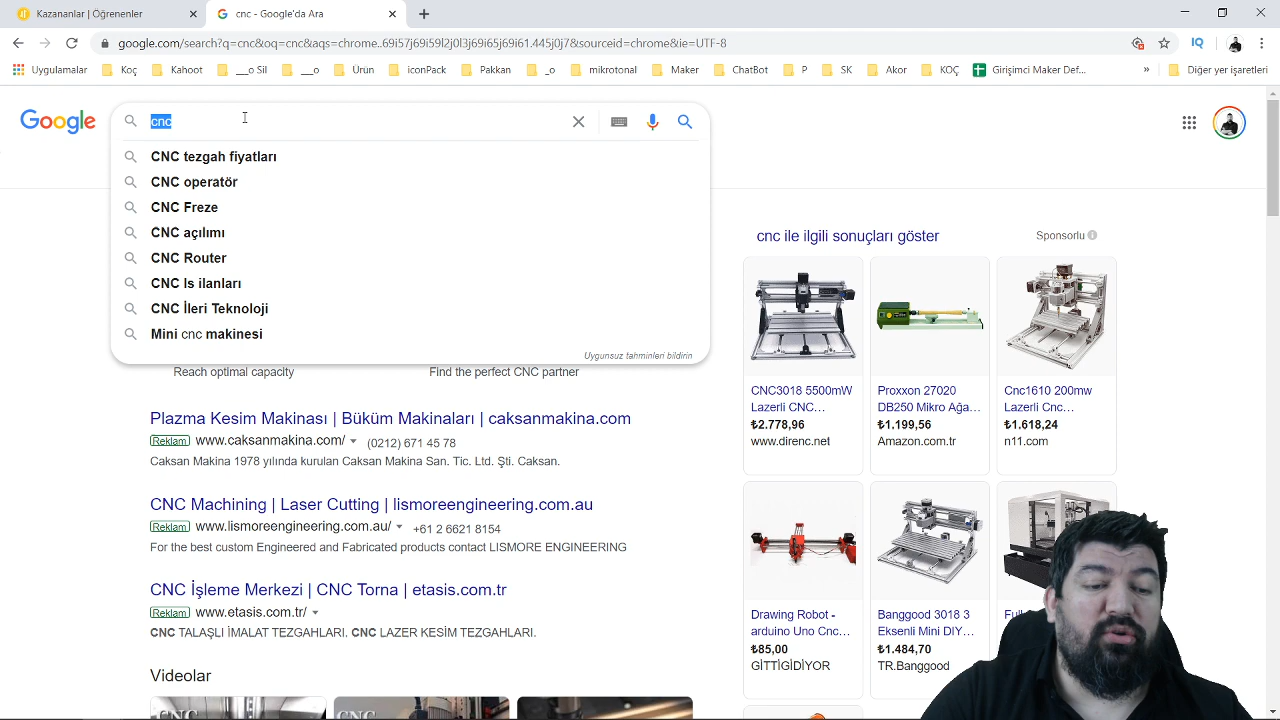 Kazananlar | Öğrenenler
cnc - Google'da Ara
google.com/search?q=cnc&oq=cnc&aqs=chrome..69i57j69i59l2j0l3j69i65j69i61.445j0j7&sourceid=chrome&ie=UTF-8
IQ
Uygulamalar
Koç
Kahoot
___o Sil
___o
Ürün
iconPack
Pakkan
_o
mikrotonal
Maker
ChatBot
P
SK
Akor
KOÇ
Girişimci Maker Def...
»
Diğer yer işaretleri
Google
cnc
CNC tezgah fiyatları
CNC operatör
CNC Freze
CNC açılımı
CNC Router
CNC Is ilanları
CNC İleri Teknoloji
Mini cnc makinesi
Uygunsuz tahminleri bildirin
Reach optimal capacity
Find the perfect CNC partner
Plazma Kesim Makinası | Büküm Makinaları | caksanmakina.com
Reklam www.caksanmakina.com/ (0212) 671 45 78
Caksan Makina 1978 yılında kurulan Caksan Makina San. Tic. Ltd. Şti. Caksan.
CNC Machining | Laser Cutting | lismoreengineering.com.au
Reklam www.lismoreengineering.com.au/ +61 2 6621 8154
For the best custom Engineered and Fabricated products contact LISMORE ENGINEERING
CNC İşleme Merkezi | CNC Torna | etasis.com.tr
Reklam www.etasis.com.tr/
CNC TALAŞLI İMALAT TEZGAHLARI. CNC LAZER KESİM TEZGAHLARI.
Videolar
CNC
CNC
cnc ile ilgili sonuçları göster
Sponsorlu
CNC3018 5500mW
Lazerli CNC...
₺2.778,96
www.direnc.net
Proxxon 27020
DB250 Mikro Ağa...
₺1.199,56
Amazon.com.tr
Cnc1610 200mw
Lazerli Cnc...
₺1.618,24
n11.com
Drawing Robot -
arduino Uno Cnc...
₺85,00
GİTTİGİDİYOR
Banggood 3018 3
Eksenli Mini DIY...
₺1.484,70
TR.Banggood